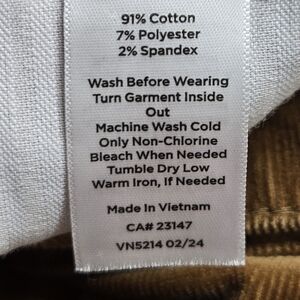 91% Cotton
7% Polyester
2% Spandex
Wash Before Wearing
Turn Garment Inside
Out
Machine Wash Cold
Only Non-Chlorine
Bleach When Needed
Tumble Dry Low
Warm Iron, If Needed
Made In Vietnam
CA# 23147
VN5214 02/24